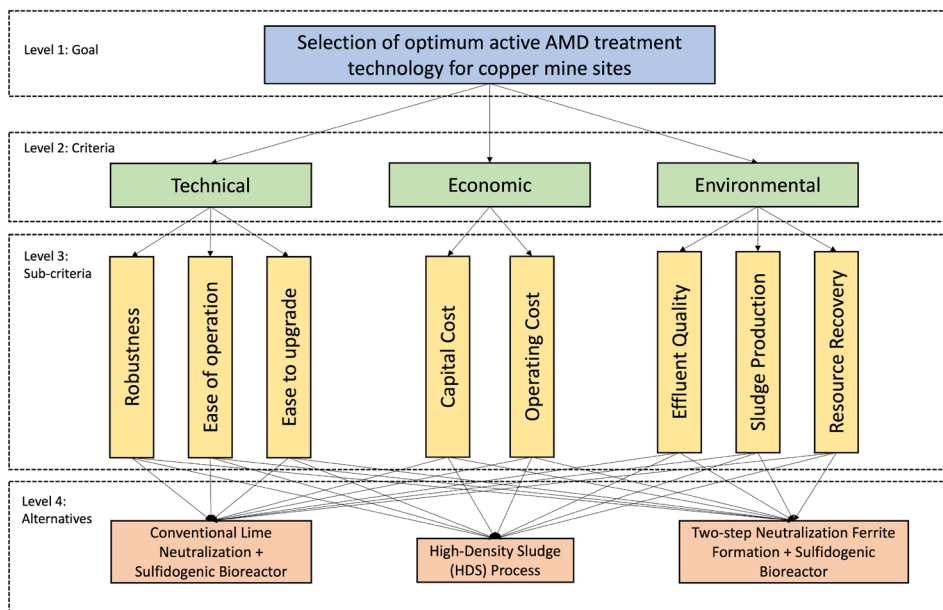 Level 1: Goal
Selection of optimum active AMD treatment
technology for copper mine sites
Level 2: Criteria
Technical
Economic
Environmental
Level 3:
Sub-criteria
Robustness
Ease of operation
Ease to upgrade
Capital Cost
Operating Cost
Effluent Quality
Sludge Production
Resource Recovery
Level 4:
Alternatives
Conventional Lime
Neutralization +
Sulfidogenic Bioreactor
High-Density Sludge
(HDS) Process
Two-step Neutralization Ferrite
Formation + Sulfidogenic
Bioreactor